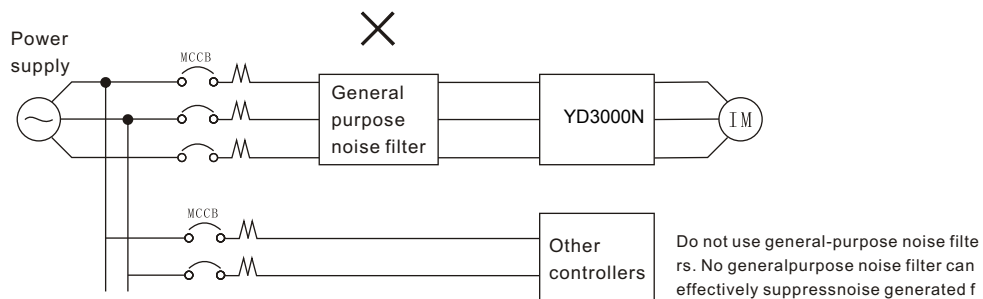 Power
supply
MCCB
General
purpose
noise filter
YD3000N
IM
MCCB
Other
controllers
Do not use general-purpose noise filte
rs. No generalpurpose noise filter can
effectively suppressnoise generated f